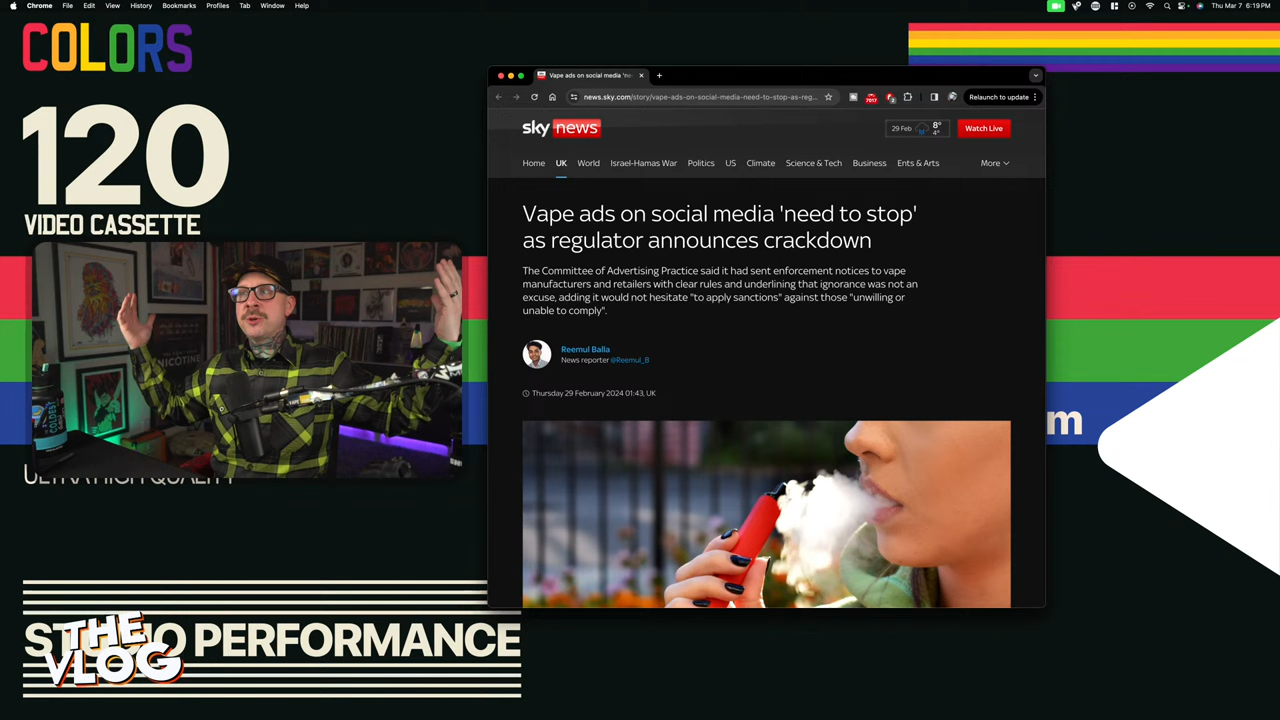 Chrome File Edit View History Bookmarks Profiles Tab Window Help
Thu Mar 7 6:19 PM
COLORS
120
VIDEO CASSETTE
NICOTINE
COLDEST
STUDIO PERFORMANCE
THE
VLOG
m
Vape ads on social media 'nee
news.sky.com/story/vape-ads-on-social-media-need-to-stop-as-reg...
7017
Relaunch to update
sky news
29 Feb
8°
4°
Watch Live
Home UK World Israel-Hamas War Politics US Climate Science & Tech Business Ents & Arts More
Vape ads on social media 'need to stop'
as regulator announces crackdown
The Committee of Advertising Practice said it had sent enforcement notices to vape
manufacturers and retailers with clear rules and underlining that ignorance was not an
excuse, adding it would not hesitate "to apply sanctions" against those "unwilling or
unable to comply".
Reemul Balla
News reporter @Reemul_B
Thursday 29 February 2024 01:43, UK